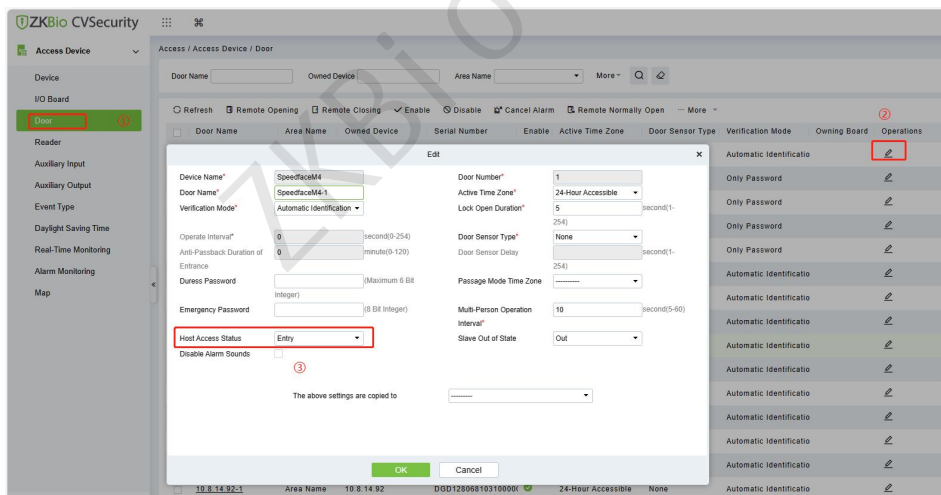 ZKBio CVSecurity
Access Device
Access / Access Device / Door
Device
I/O Board
Door ①
Reader
Auxiliary Input
Auxiliary Output
Event Type
Daylight Saving Time
Real-Time Monitoring
Alarm Monitoring
Map
Door Name Owned Device Area Name More
Refresh Remote Opening Remote Closing Enable Disable Cancel Alarm Remote Normally Open More
②
Door Name Area Name Owned Device Serial Number Enable Active Time Zone Door Sensor Type Verification Mode Owning Board Operations
Edit ×
Device Name* SpeedfaceM4 Door Number* 1
Door Name* SpeedfaceM4-1 Active Time Zone* 24-Hour Accessible
Verification Mode* Automatic Identification Lock Open Duration* 5 second(1-
254)
Operate Interval* 0 second(0-254) Door Sensor Type* None
Anti-Passback Duration of 0 minute(0-120) Door Sensor Delay second(1-
Entrance 254)
Duress Password (Maximum 6 Bit Passage Mode Time Zone ----------
Integer)
Emergency Password (8 Bit Integer) Multi-Person Operation 10 second(5-60)
Interval*
Host Access Status Entry Slave Out of State Out
Disable Alarm Sounds
③
The above settings are copied to ---------
OK Cancel
Automatic Identificatio
Only Password
Only Password
Only Password
Only Password
Automatic Identificatio
Automatic Identificatio
Automatic Identificatio
Automatic Identificatio
Automatic Identificatio
Automatic Identificatio
Automatic Identificatio
Automatic Identificatio
Automatic Identificatio
10.8.14.92-1 Area Name 10.8.14.92 24-Hour Accessible None Automatic Identificatio
ZKBio